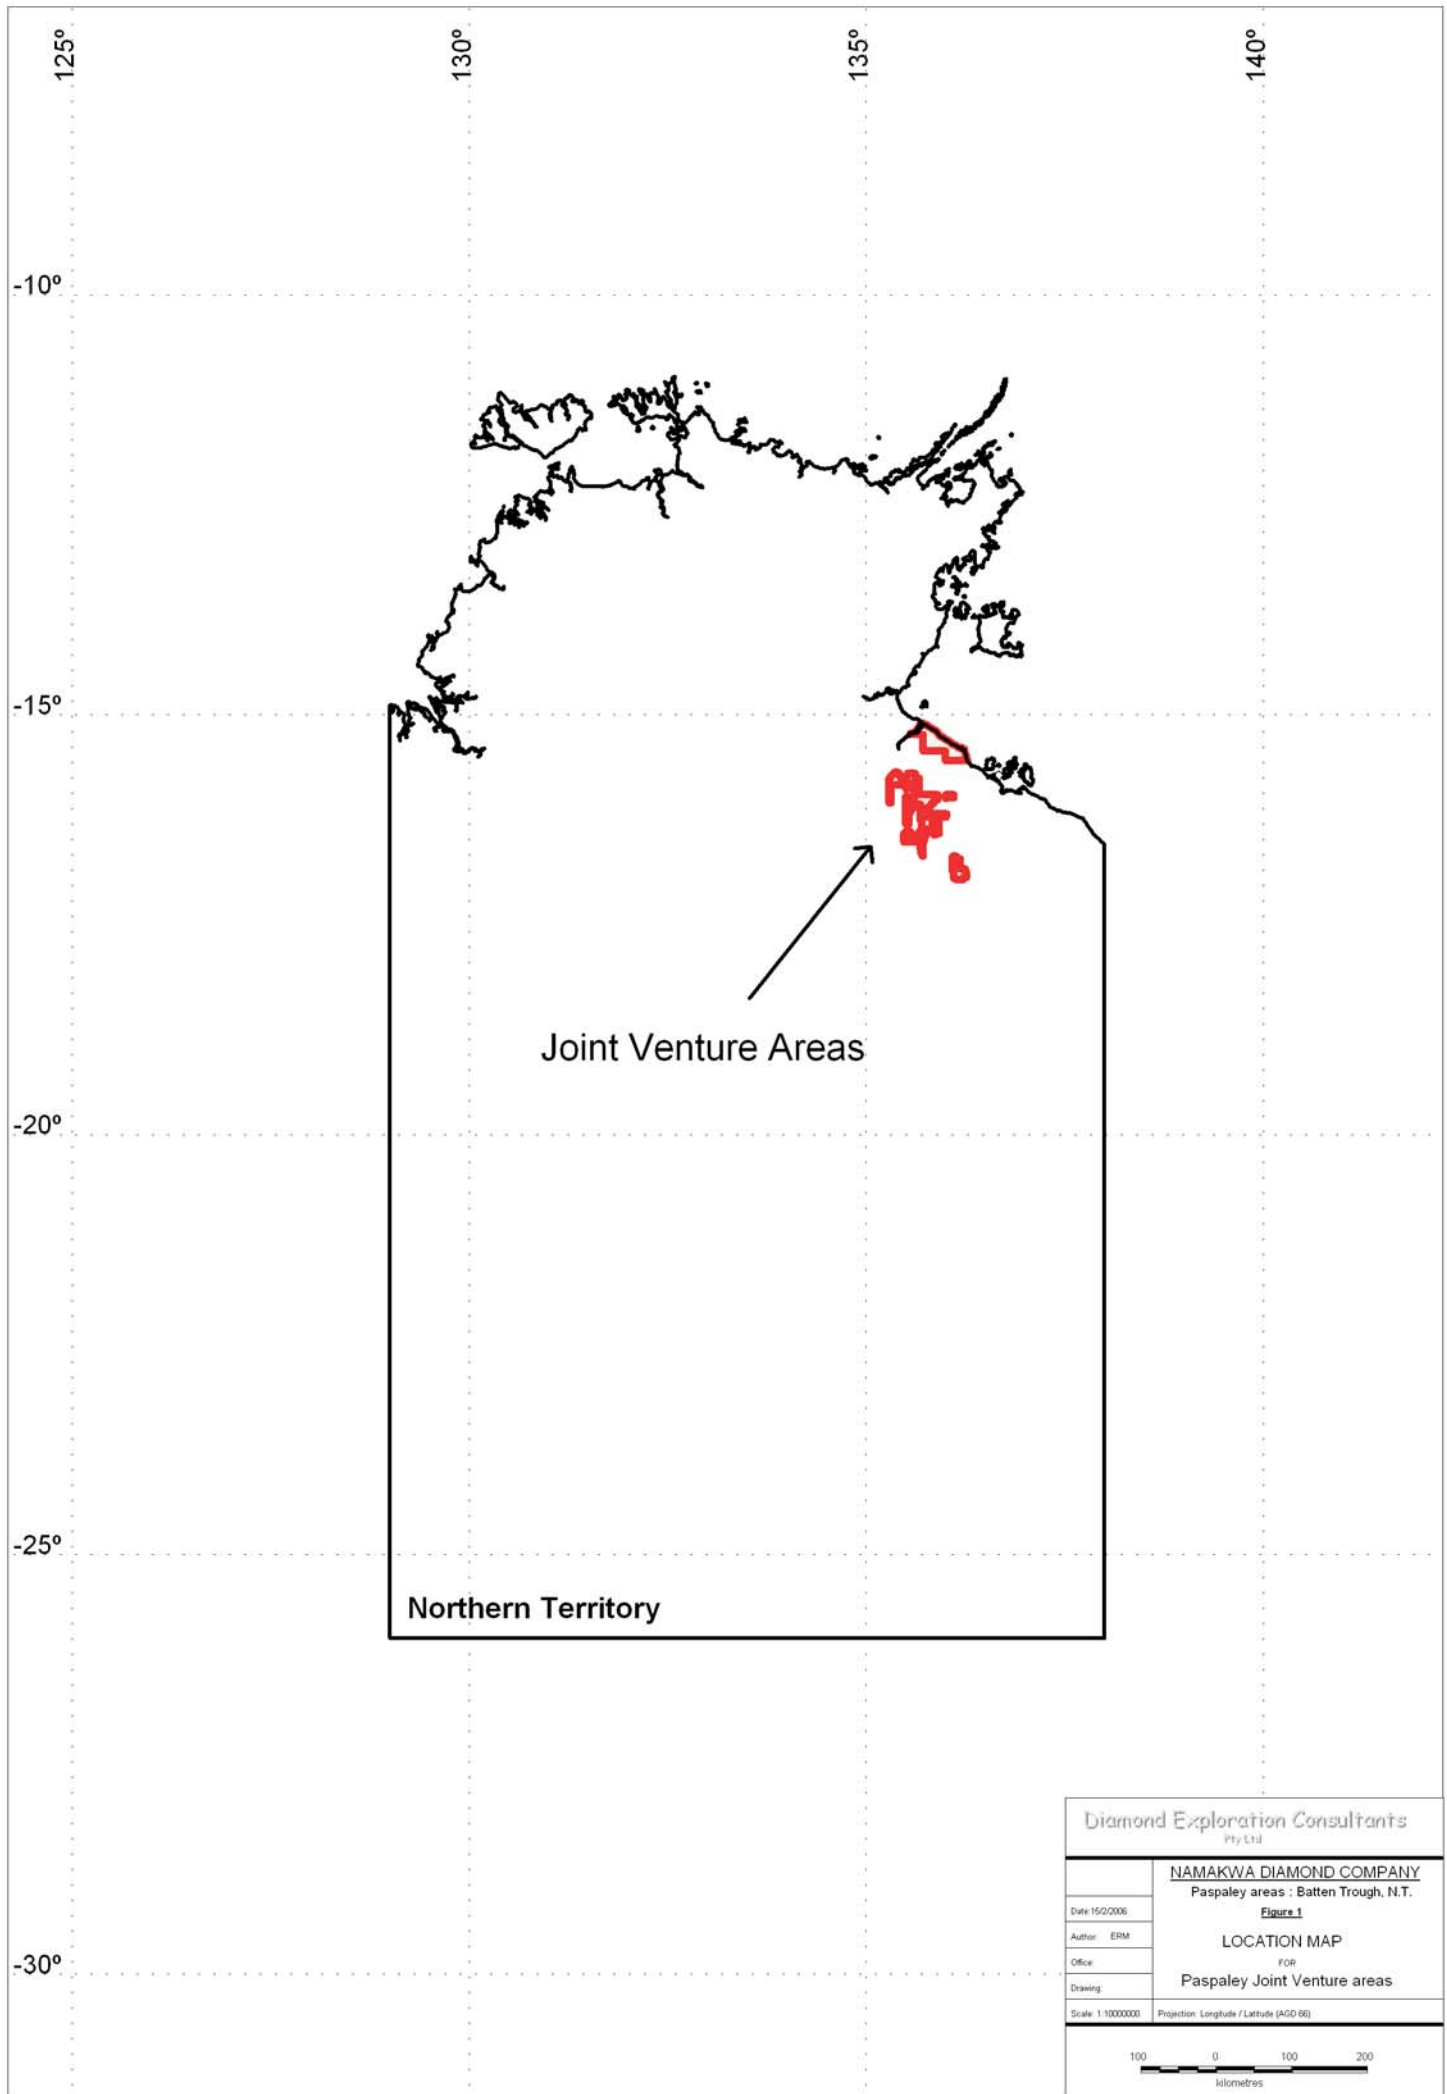 125º
130º
135º
140º
-10º
-15º
Joint Venture Areas
-20º
-25º
Northern Territory
-30º
Diamond Exploration Consultants
Pty Ltd
NAMAKWA DIAMOND COMPANY
Paspaley areas : Batten Trough, N.T.
Date:15/2/2006
Figure 1
Author: ERM
LOCATION MAP
Office:
FOR
Drawing:
Paspaley Joint Venture areas
Scale: 1:10000000
Projection: Longitude / Latitude (AGD 66)
100 0 100 200
kilometres